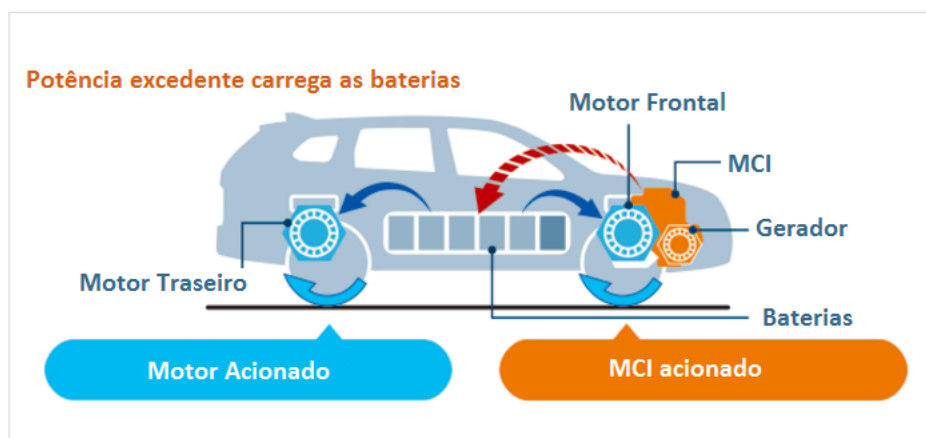 Potência excedente carrega as baterias
Motor Frontal
MCI
Gerador
Motor Traseiro
Baterias
Motor Acionado
MCI acionado